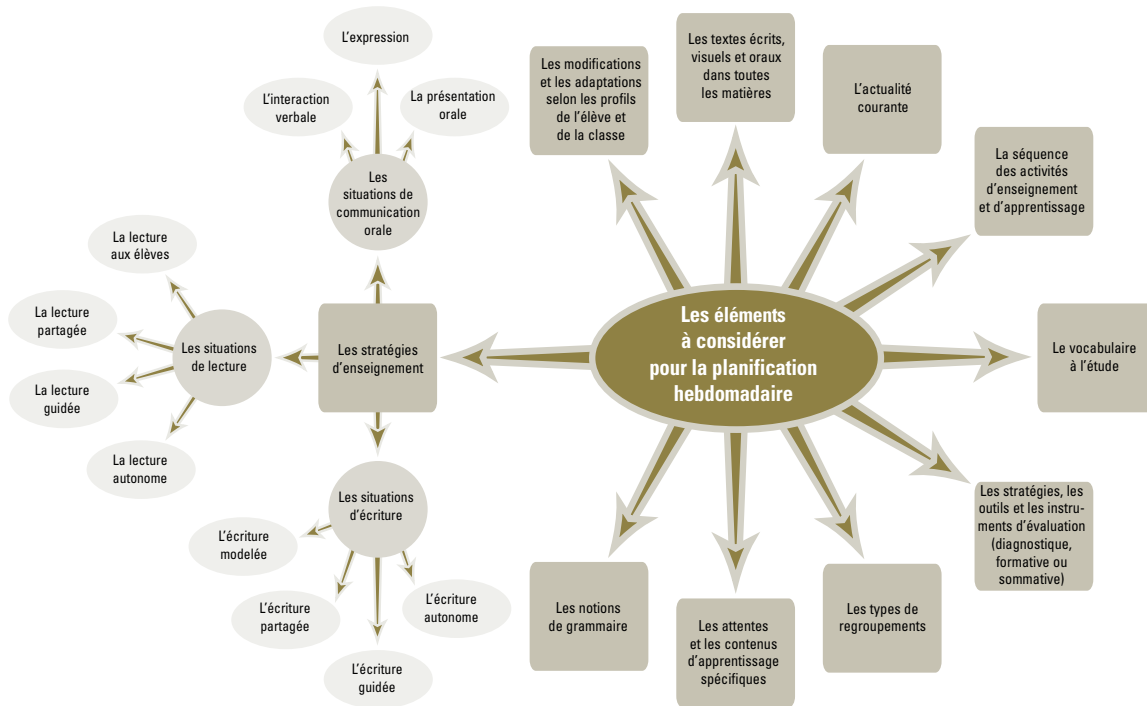 L'expression
L'interaction
verbale
La présentation
orale
Les
situations de
communication
orale
La lecture
aux élèves
La lecture
partagée
La lecture
guidée
La lecture
autonome
Les situations
de lecture
Les stratégies
d'enseignement
Les situations
d'écriture
L'écriture
modelée
L'écriture
partagée
L'écriture
guidée
L'écriture
autonome
Les modifications
et les adaptations
selon les profils
de l'élève et
de la classe
Les textes écrits,
visuels et oraux
dans toutes
les matières
L'actualité
courante
La séquence
des activités
d'enseignement
et d'apprentissage
Les éléments
à considérer
pour la planification
hebdomadaire
Le vocabulaire
à l'étude
Les stratégies, les
outils et les instru-
ments d'évaluation
(diagnostique,
formative ou
sommative)
Les types de
regroupements
Les attentes
et les contenus
d'apprentissage
spécifiques
Les notions
de grammaire